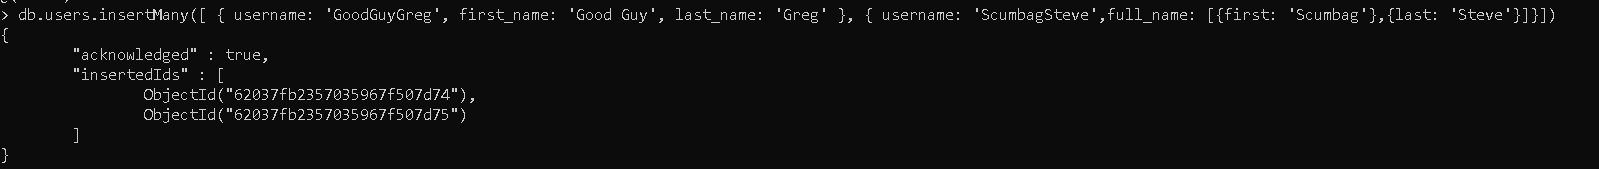 > db.users.insertMany([ { username: 'GoodGuyGreg', first_name: 'Good Guy', last_name: 'Greg' }, { username: 'ScumbagSteve',full_name: [{first: 'Scumbag'},{last: 'Steve'}]}])
{
        "acknowledged" : true,
        "insertedIds" : [
                ObjectId("62037fb2357035967f507d74"),
                ObjectId("62037fb2357035967f507d75")
        ]
}